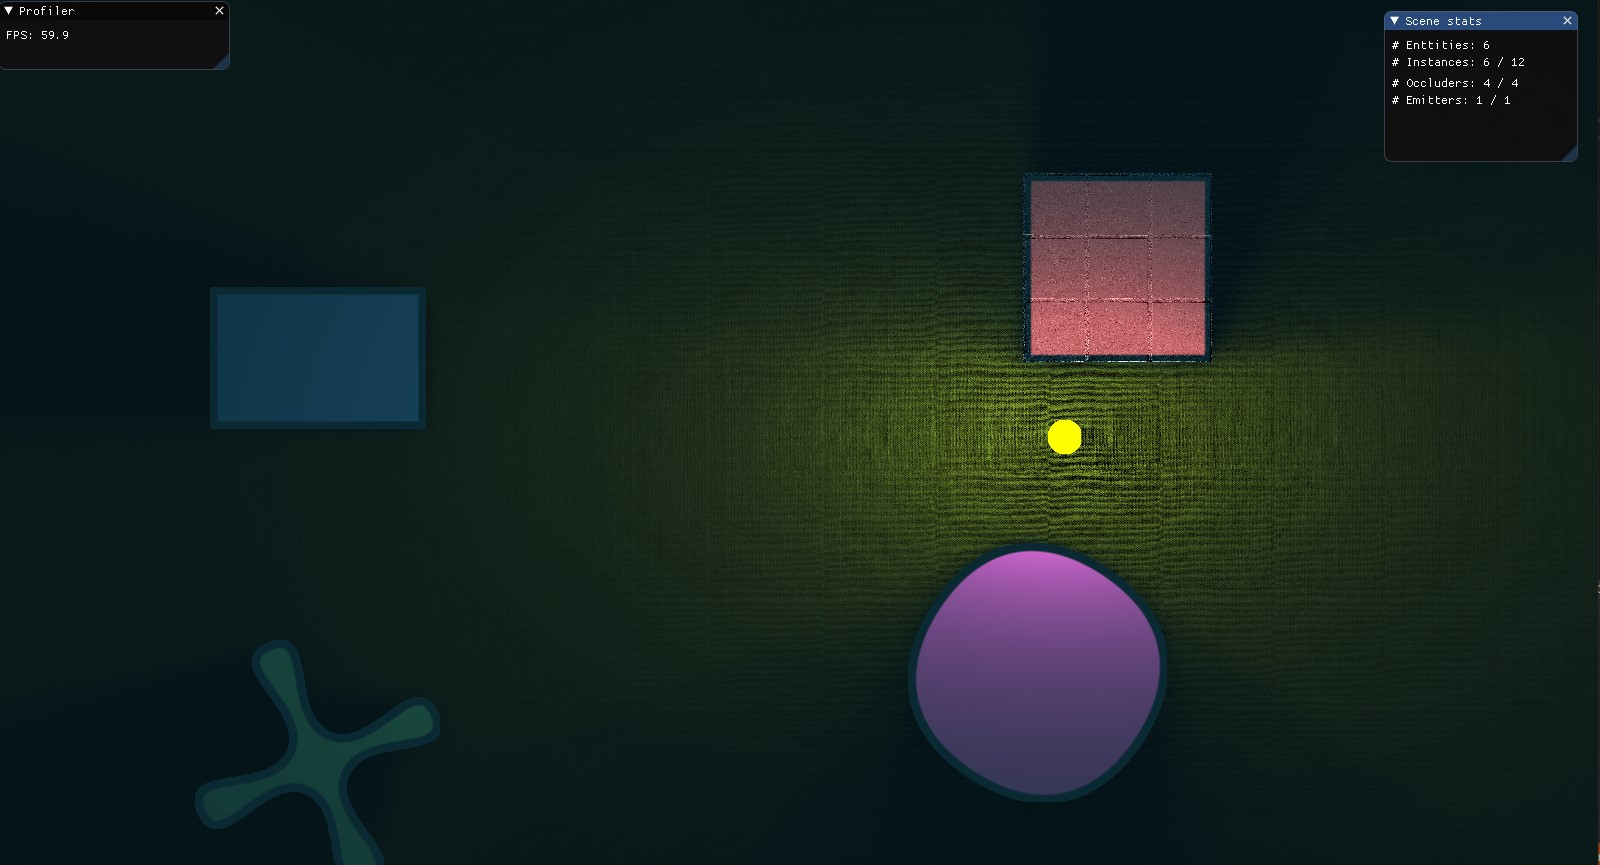 Profiler
FPS: 59.9
Scene stats
# Enttities: 6
# Instances: 6 / 12
# Occluders: 4 / 4
# Emitters: 1 / 1